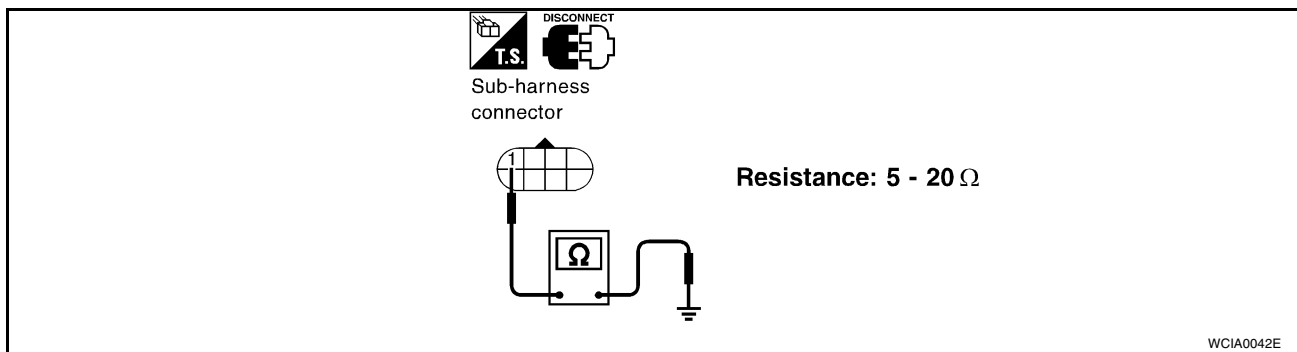 DISCONNECT
T.S.
Sub-harness
connector
1
Resistance: 5 - 20 Ω
Ω
WCIA0042E